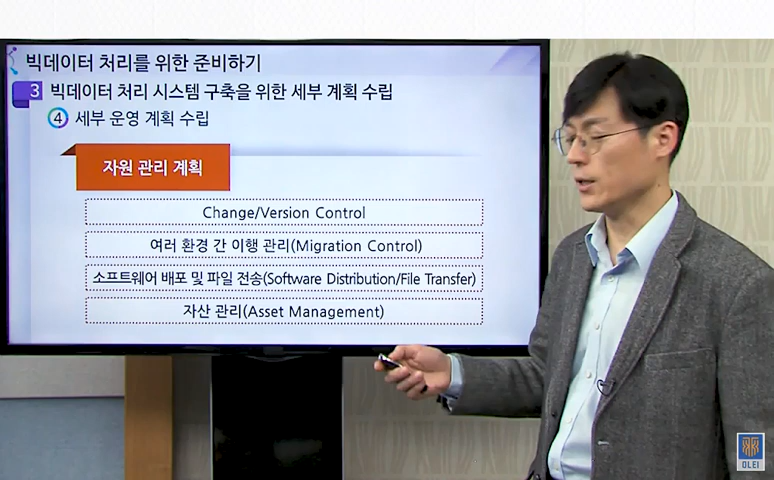 빅데이터 처리를 위한 준비하기
3 빅데이터 처리 시스템 구축을 위한 세부 계획 수립
4 세부 운영 계획 수립
자원 관리 계획
Change/Version Control
여러 환경 간 이행 관리(Migration Control)
소프트웨어 배포 및 파일 전송(Software Distribution/File Transfer)
자산 관리(Asset Management)
OLEI